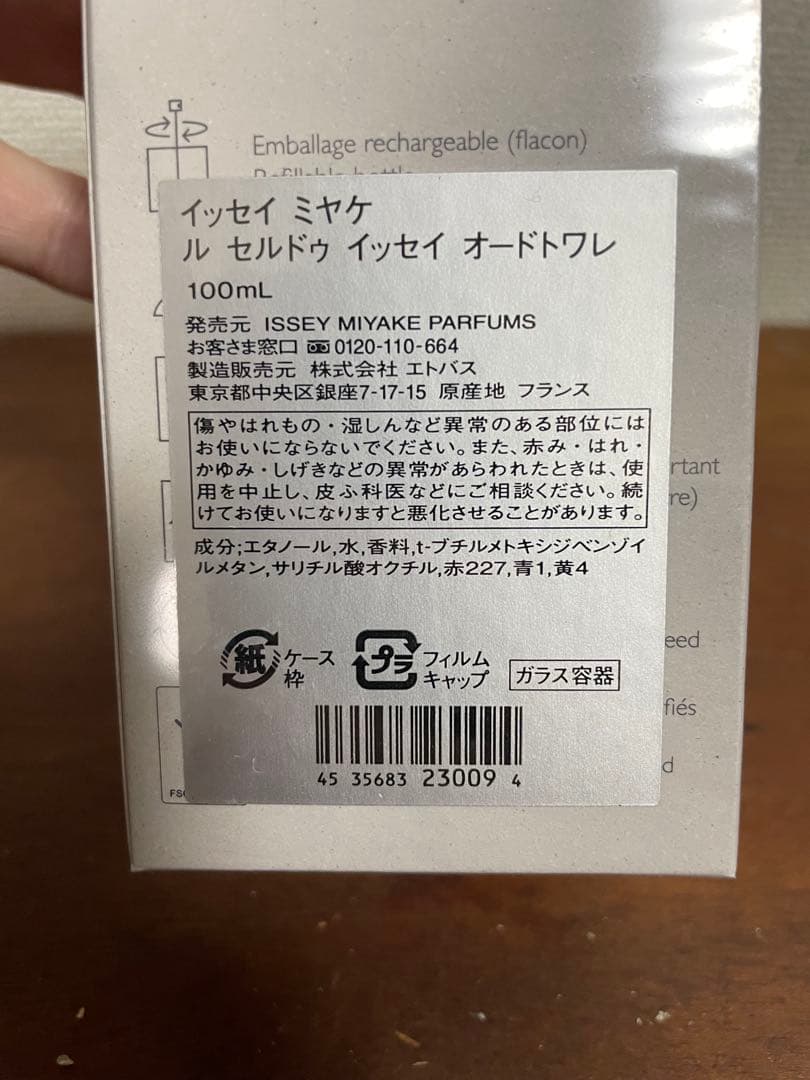 Emballage rechargeable (flacon)
イッセイ ミヤケ
ル セルドゥ イッセイ オードトワレ
100mL
発売元 ISSEY MIYAKE PARFUMS
お客さま窓口 0120-110-664
製造販売元 株式会社 エトバス
東京都中央区銀座7-17-15 原産地 フランス
傷やはれもの・湿しんなど異常のある部位には
お使いにならないでください。また、赤み・はれ・
かゆみ・しげきなどの異常があらわれたときは、使
用を中止し、皮ふ科医などにご相談ください。続
けてお使いになりますと悪化させることがあります。
成分;エタノール,水,香料,t-ブチルメトキシジベンゾイ
ルメタン,サリチル酸オクチル,赤227,青1,黄4
紙 ケース
枠
プラ フィルム
キャップ
ガラス容器
45 35683 23009 4